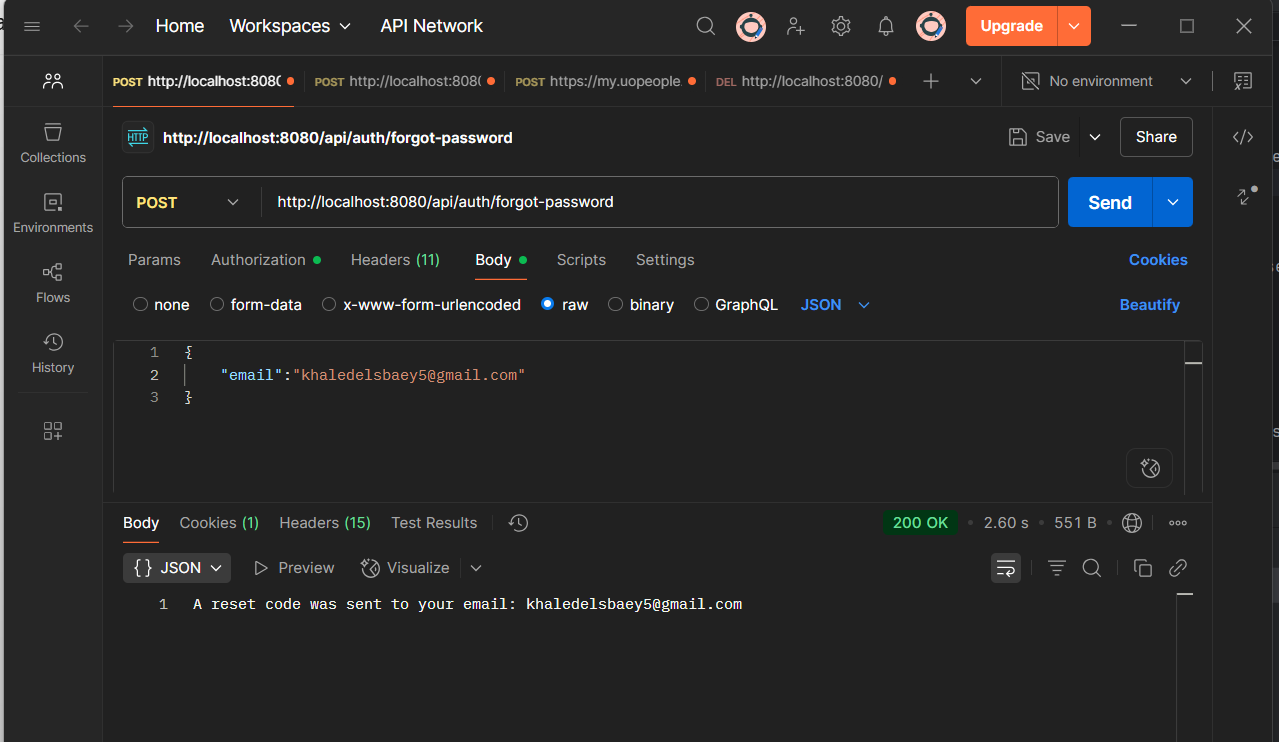 Home Workspaces API Network Upgrade
POST http://localhost:8080 POST http://localhost:8080 POST https://my.uopeople. DEL http://localhost:8080/ No environment
HTTP http://localhost:8080/api/auth/forgot-password Save Share
Collections
POST http://localhost:8080/api/auth/forgot-password Send
Environments
Params Authorization Headers (11) Body Scripts Settings Cookies
Flows
none form-data x-www-form-urlencoded raw binary GraphQL JSON Beautify
History
1 {
2 "email":"khaledelsbaey5@gmail.com"
3 }
Body Cookies (1) Headers (15) Test Results 200 OK 2.60 s 551 B
{} JSON Preview Visualize
1 A reset code was sent to your email: khaledelsbaey5@gmail.com